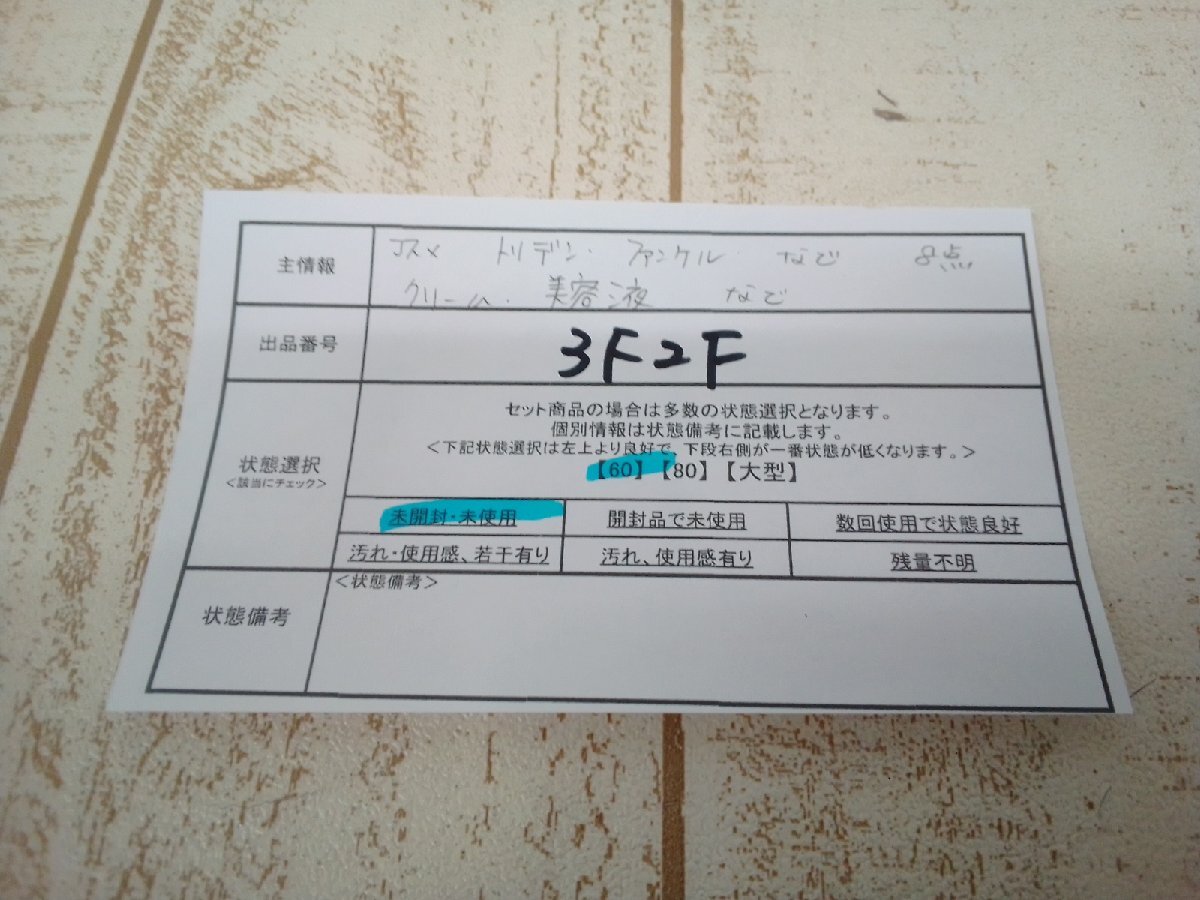 主情報
コスメ トリデン・ファンケル など 8点
クリーム・美容液 など
出品番号
3F2F
状態選択
<該当にチェック>
セット商品の場合は多数の状態選択となります。
個別情報は状態備考に記載します。
<下記状態選択は左上より良好で、下段右側が一番状態が低くなります。>
【60】【80】【大型】
未開封・未使用 開封品で未使用 数回使用で状態良好
汚れ・使用感、若干有り 汚れ、使用感有り 残量不明
状態備考
<状態備考>